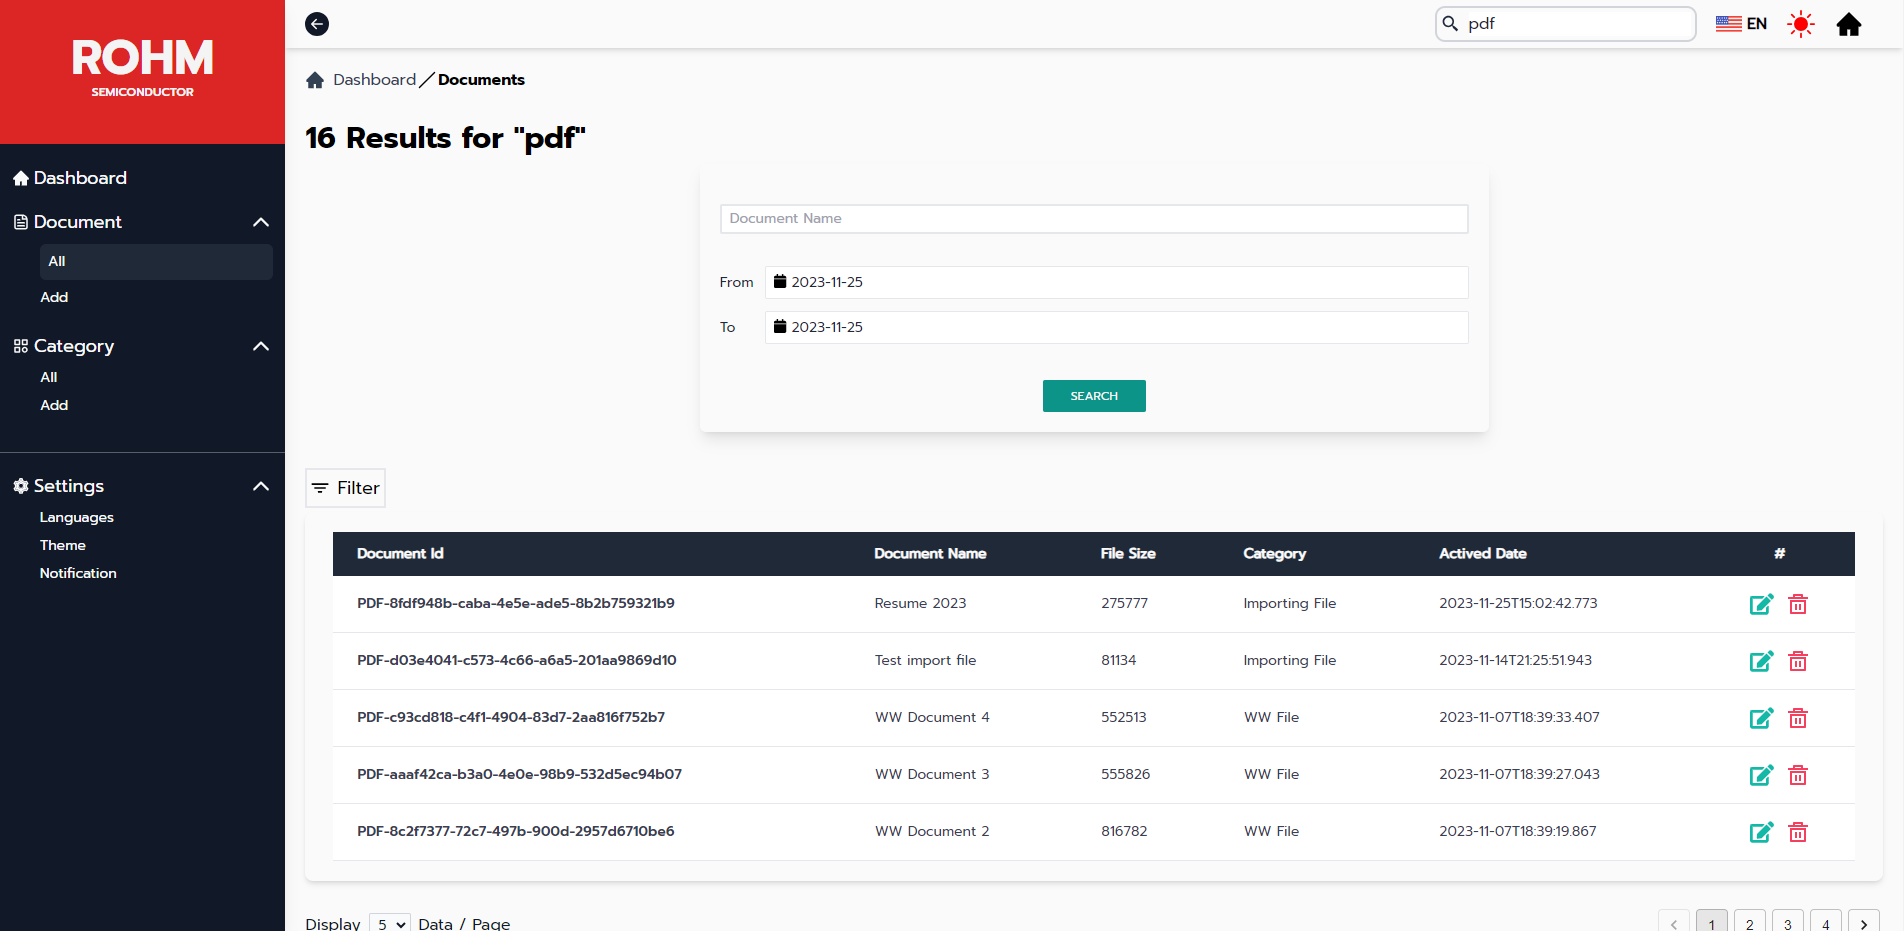 ROHM
SEMICONDUCTOR
Dashboard
Document
All
Add
Category
All
Add
Settings
Languages
Theme
Notification
pdf
EN
Dashboard / Documents
16 Results for "pdf"
Document Name
From 2023-11-25
To 2023-11-25
SEARCH
Filter
Document Id Document Name File Size Category Actived Date #
PDF-8fdf948b-caba-4e5e-ade5-8b2b759321b9 Resume 2023 275777 Importing File 2023-11-25T15:02:42.773
PDF-d03e4041-c573-4c66-a6a5-201aa9869d10 Test import file 81134 Importing File 2023-11-14T21:25:51.943
PDF-c93cd818-c4f1-4904-83d7-2aa816f752b7 WW Document 4 552513 WW File 2023-11-07T18:39:33.407
PDF-aaaf42ca-b3a0-4e0e-98b9-532d5ec94b07 WW Document 3 555826 WW File 2023-11-07T18:39:27.043
PDF-8c2f7377-72c7-497b-900d-2957d6710be6 WW Document 2 816782 WW File 2023-11-07T18:39:19.867
Display 5 Data / Page
< 1 2 3 4 >